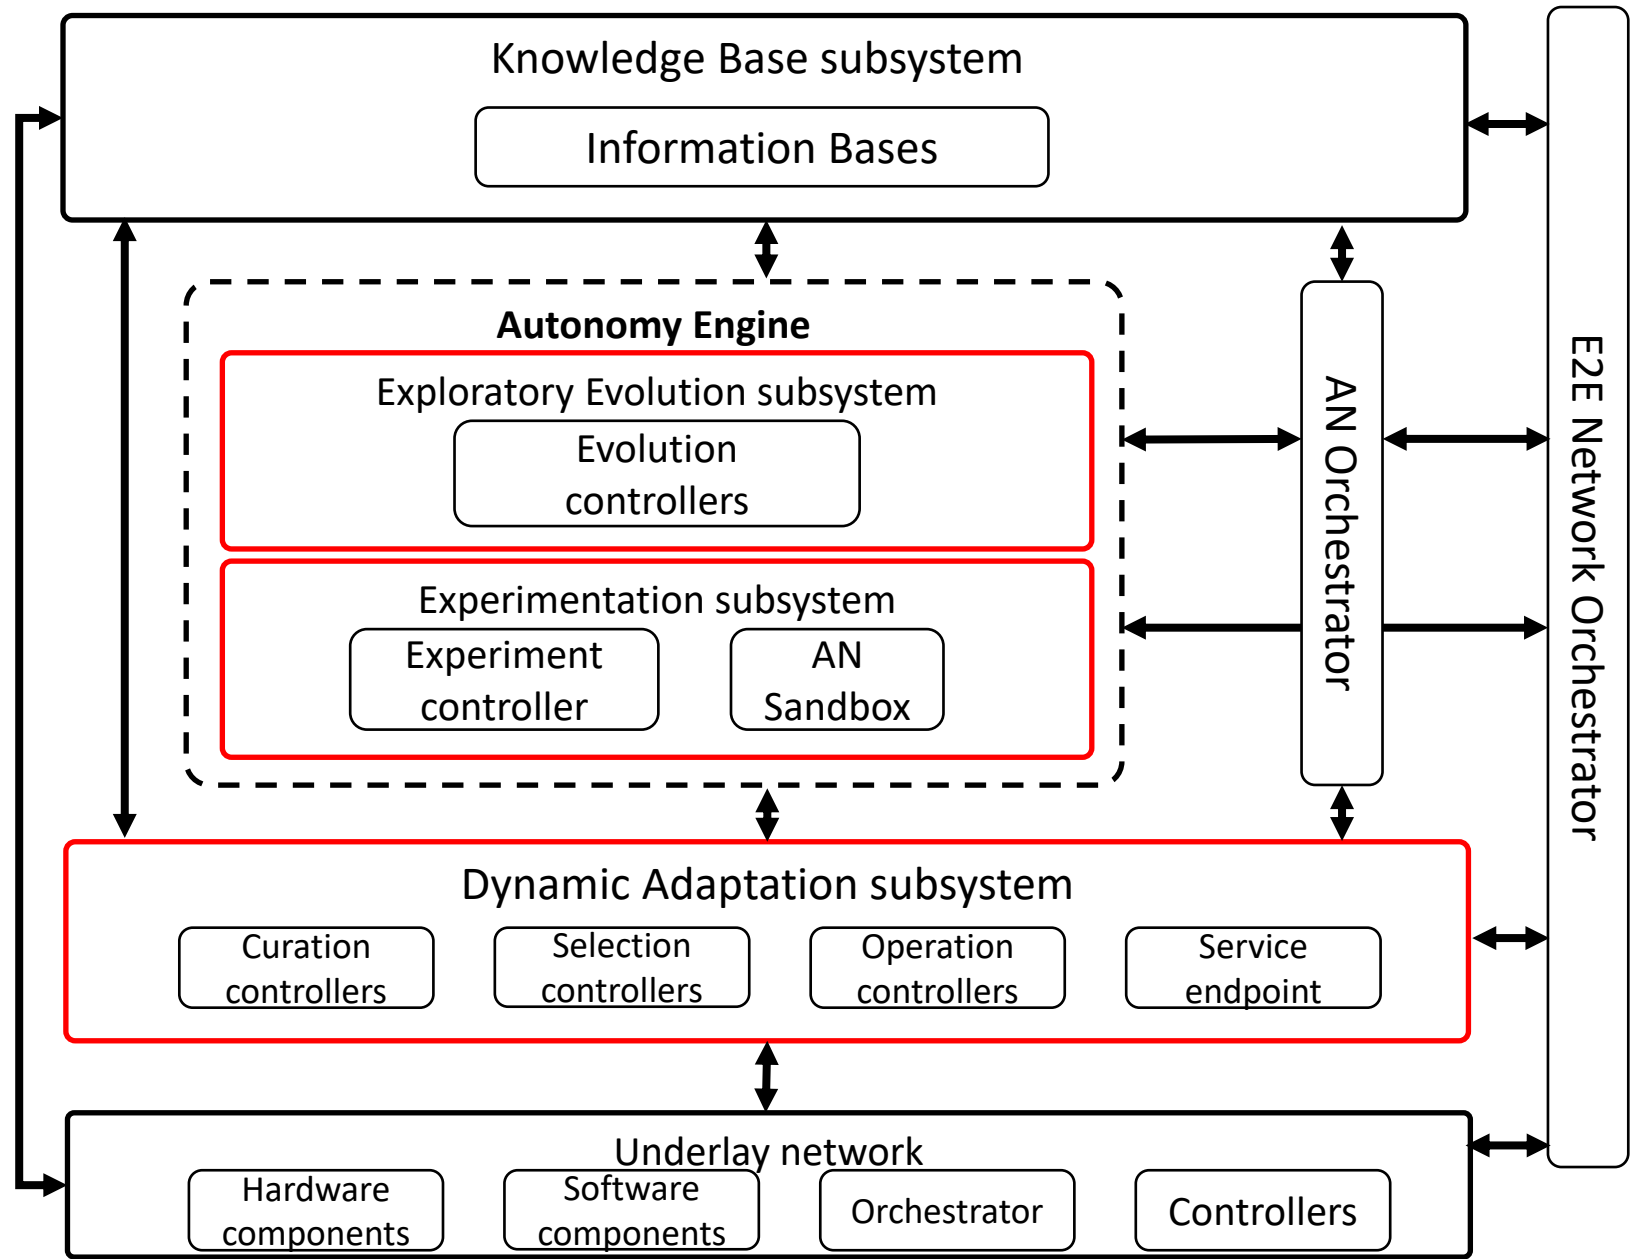 Knowledge Base subsystem
Information Bases
Autonomy Engine
Exploratory Evolution subsystem
Evolution
controllers
Experimentation subsystem
Experiment
controller
AN
Sandbox
AN Orchestrator
E2E Network Orchestrator
Dynamic Adaptation subsystem
Curation
controllers
Selection
controllers
Operation
controllers
Service
endpoint
Underlay network
Hardware
components
Software
components
Orchestrator
Controllers